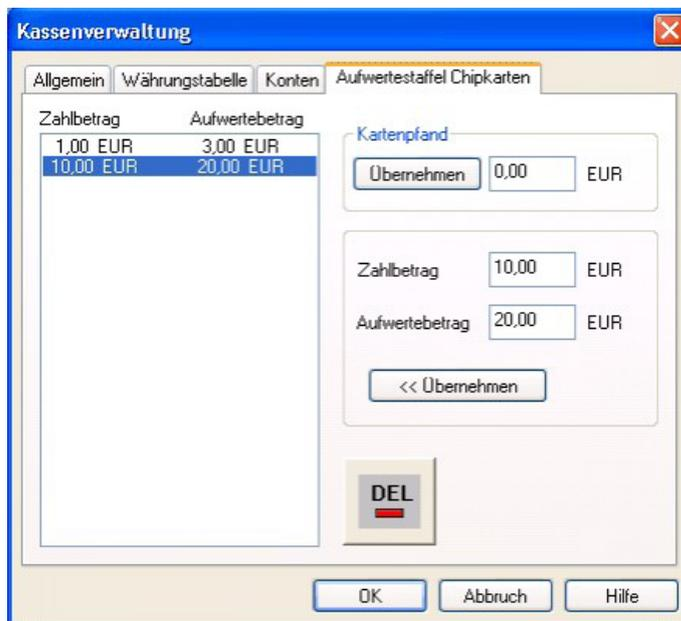 Kassenverwaltung
Allgemein Währungstabelle Konten Aufwertestaffel Chipkarten
Zahlbetrag Aufwertebetrag
1,00 EUR 3,00 EUR
10,00 EUR 20,00 EUR
Kartenpfand
Übernehmen 0,00 EUR
Zahlbetrag 10,00 EUR
Aufwertebetrag 20,00 EUR
<< Übernehmen
DEL
OK Abbruch Hilfe